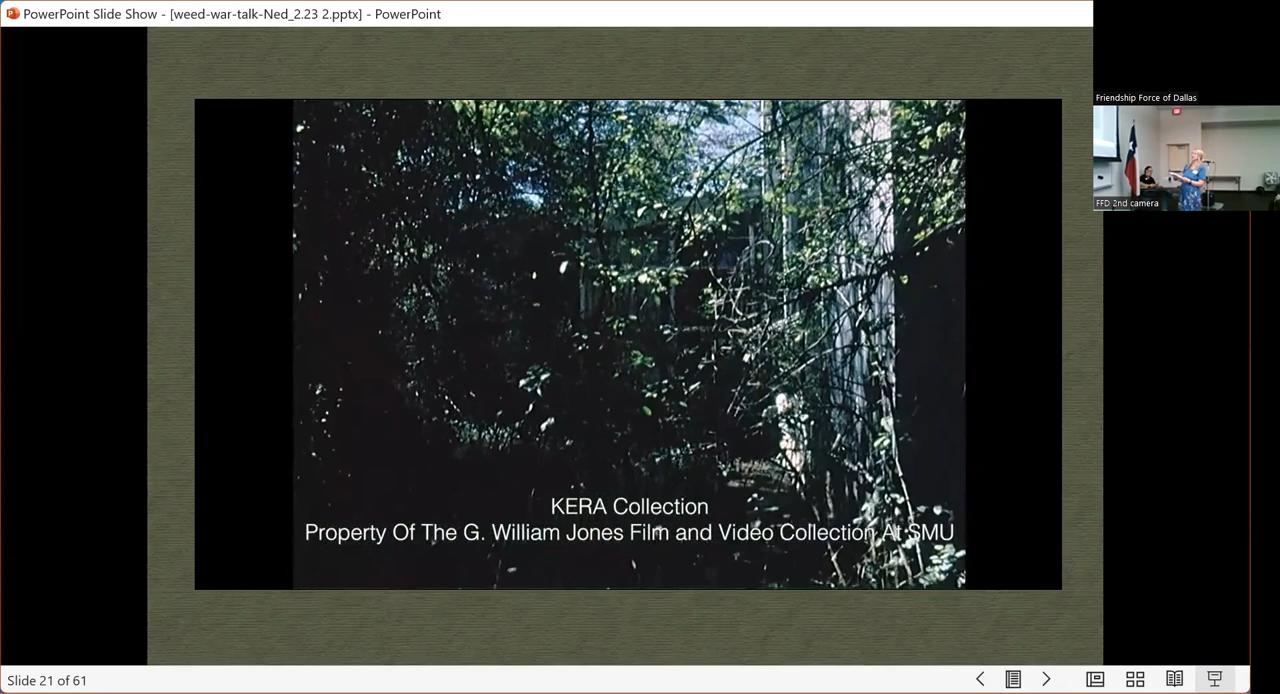 PowerPoint Slide Show - [weed-war-talk-Ned_2.23 2.pptx] - PowerPoint
Friendship Force of Dallas
FFD 2nd camera
KERA Collection
Property Of The G. William Jones Film and Video Collection At SMU
Slide 21 of 61